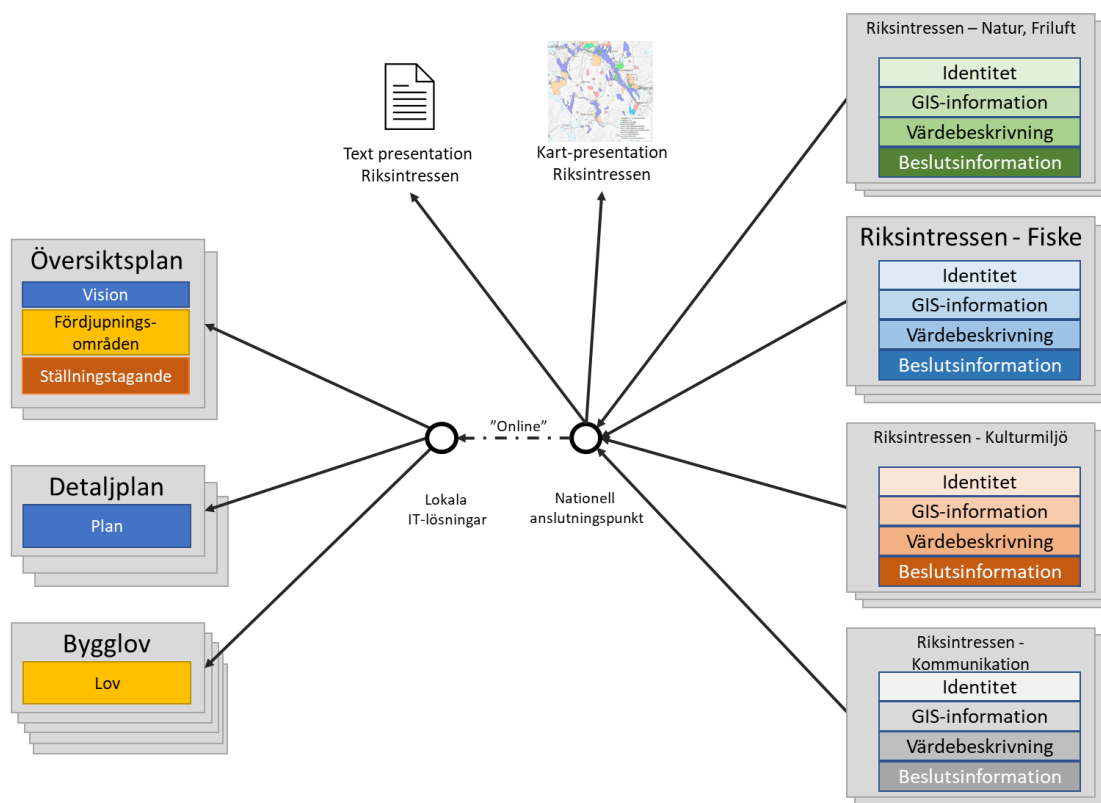 Riksintressen – Natur, Friluft
Identitet
GIS-information
Värdebeskrivning
Beslutsinformation
Text presentation
Riksintressen
Kart-presentation
Riksintressen
Översiktsplan
Vision
Fördjupnings-
områden
Ställningstagande
Riksintressen - Fiske
Identitet
GIS-information
Värdebeskrivning
Beslutsinformation
”Online”
Lokala
IT-lösningar
Nationell
anslutningspunkt
Detaljplan
Plan
Riksintressen - Kulturmiljö
Identitet
GIS-information
Värdebeskrivning
Beslutsinformation
Bygglov
Lov
Riksintressen -
Kommunikation
Identitet
GIS-information
Värdebeskrivning
Beslutsinformation